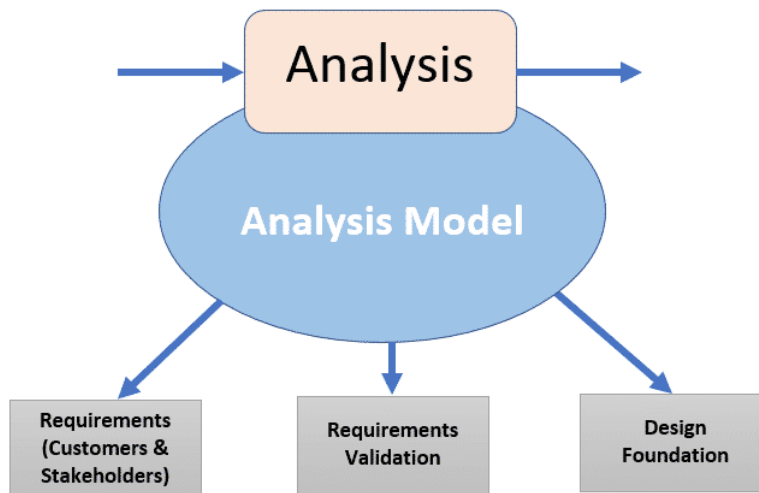 Analysis
Analysis Model
Requirements
(Customers &
Stakeholders)
Requirements
Validation
Design
Foundation